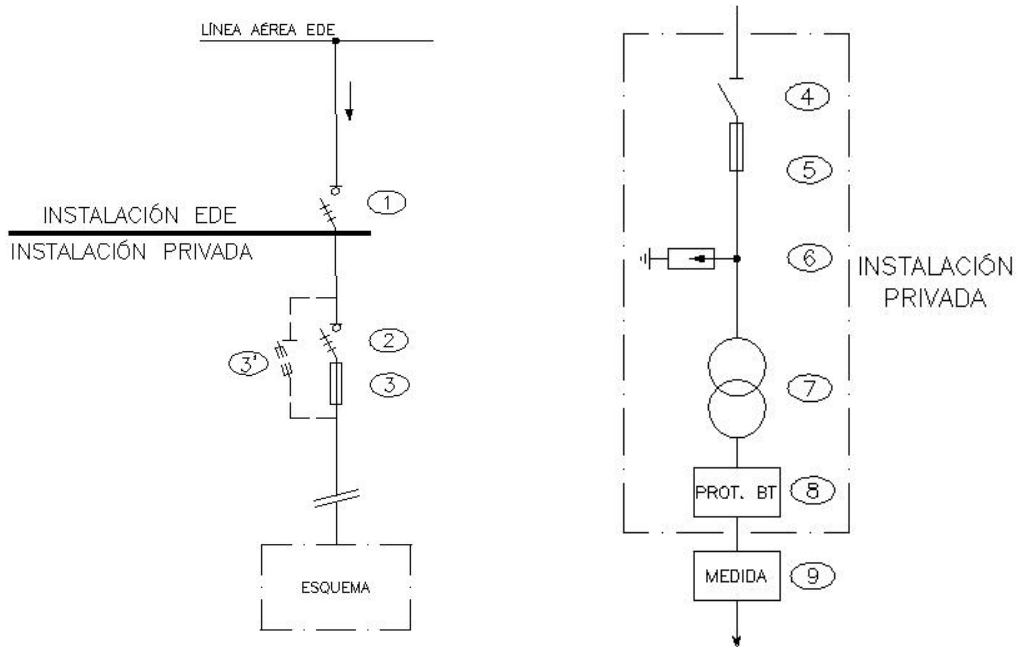 LÍNEA AÉREA EDE
1
INSTALACIÓN EDE
INSTALACIÓN PRIVADA
2
3'
3
ESQUEMA
4
5
6
INSTALACIÓN
PRIVADA
7
PROT. BT
8
MEDIDA
9